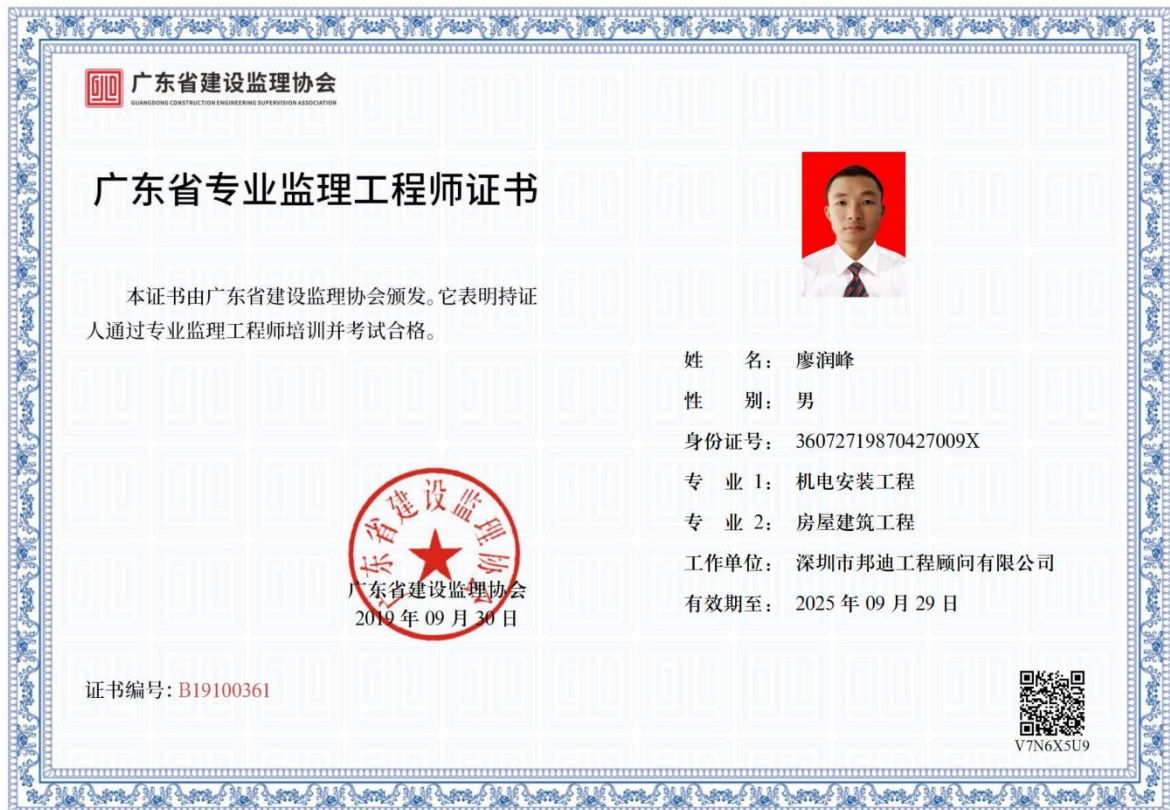 广东省建设监理协会
GUANGDONG CONSTRUCTION ENGINEERING SUPERVISION ASSOCIATION
广东省专业监理工程师证书
本证书由广东省建设监理协会颁发。它表明持证
人通过专业监理工程师培训并考试合格。
姓 名： 廖润峰
性 别： 男
身份证号： 36072719870427009X
专 业 1： 机电安装工程
专 业 2： 房屋建筑工程
工作单位： 深圳市邦迪工程顾问有限公司
有效期至： 2025 年 09 月 29 日
广东省建设监理协会
广东省建设监理协会
2019 年 09 月 30 日
证书编号: B19100361
V7N6X5U9